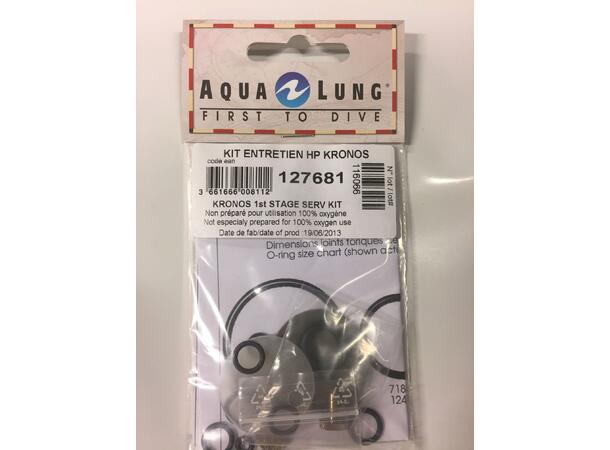 AQUA LUNG®
FIRST TO DIVE
KIT ENTRETIEN HP KRONOS
code ean
127681
3 661666 008112
116066
N° lot / lot#
KRONOS 1st STAGE SERV KIT
Non préparé pour utilisation 100% oxygène
Not especialy prepared for 100% oxygen use
Date de fab/date of prod :19/06/2013
Dimensions joints toriques
O-ring size chart (shown
718
124